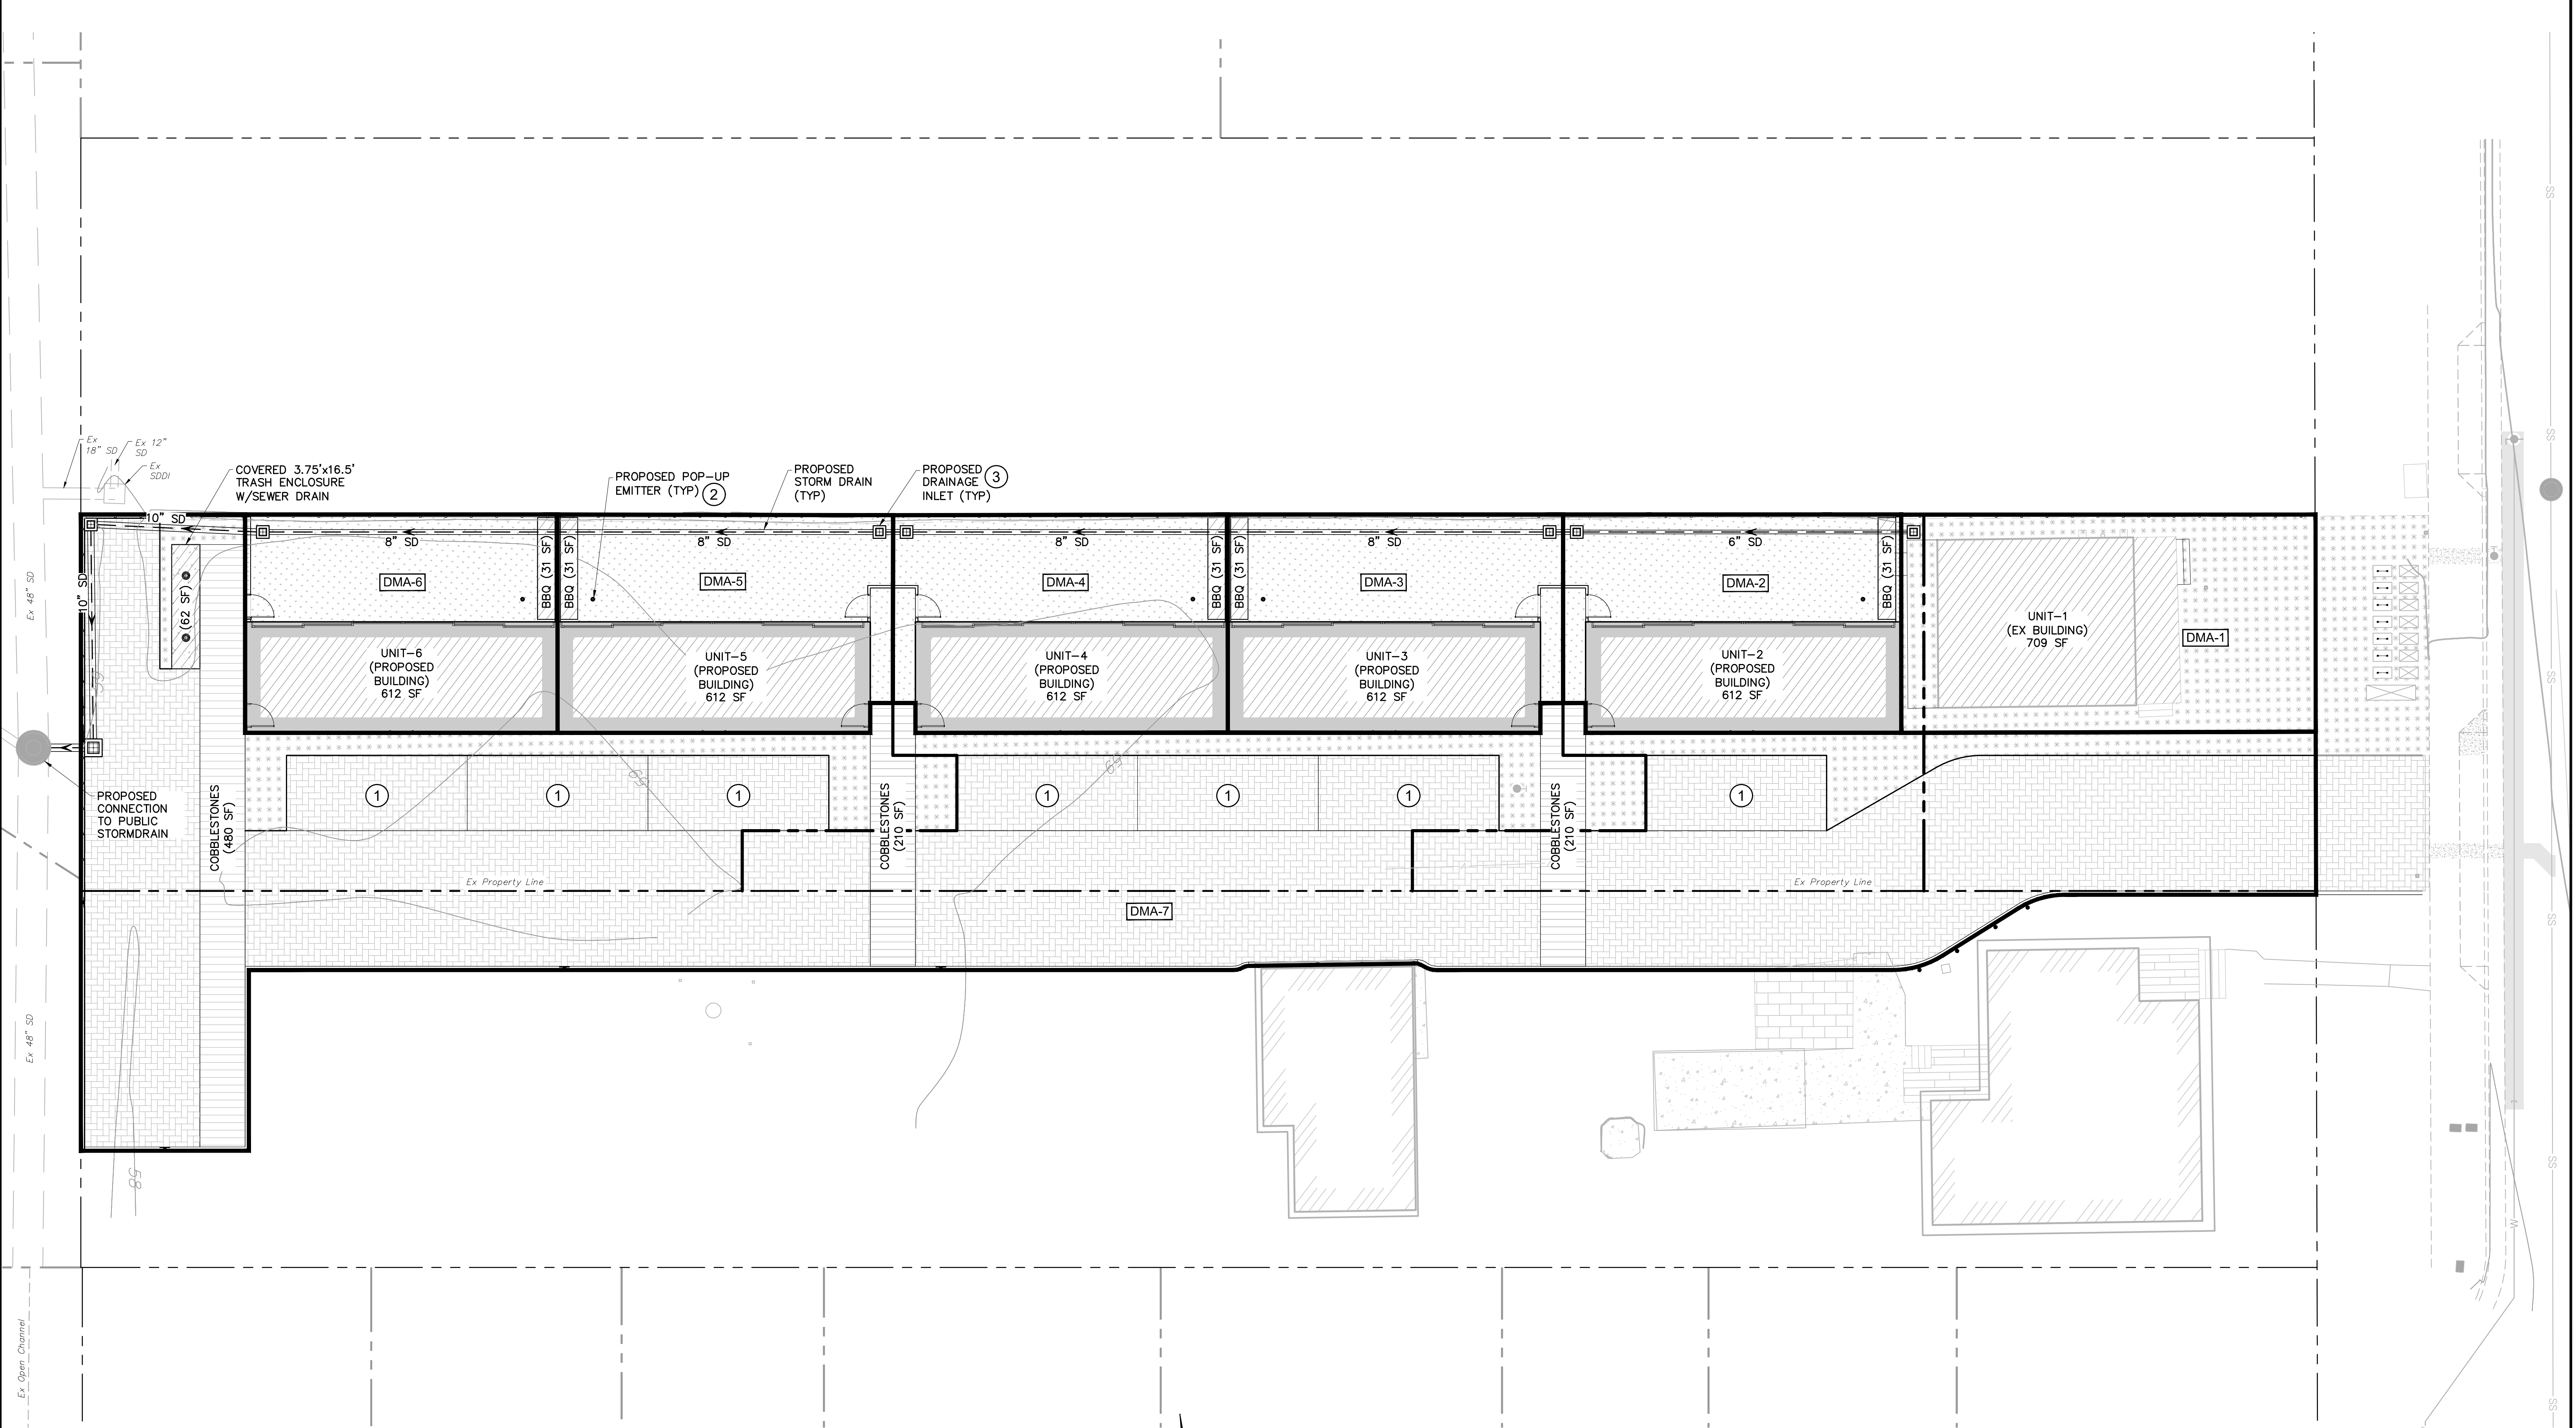 Ex
18" SD
Ex 12"
SD
Ex
SDDI
COVERED 3.75'x16.5'
TRASH ENCLOSURE
W/SEWER DRAIN
PROPOSED POP-UP
EMITTER (TYP) 2
PROPOSED
STORM DRAIN
(TYP)
PROPOSED
DRAINAGE 3
INLET (TYP)
10" SD
8" SD
8" SD
8" SD
8" SD
6" SD
10" SD
Ex 48" SD
(62 SF)
BBQ (31 SF)
BBQ (31 SF)
BBQ (31 SF)
BBQ (31 SF)
BBQ (31 SF)
DMA-6
DMA-5
DMA-4
DMA-3
DMA-2
DMA-1
UNIT-6
(PROPOSED
BUILDING)
612 SF
UNIT-5
(PROPOSED
BUILDING)
612 SF
UNIT-4
(PROPOSED
BUILDING)
612 SF
UNIT-3
(PROPOSED
BUILDING)
612 SF
UNIT-2
(PROPOSED
BUILDING)
612 SF
UNIT-1
(EX BUILDING)
709 SF
PROPOSED
CONNECTION
TO PUBLIC
STORMDRAIN
COBBLESTONES
(480 SF)
1
1
1
COBBLESTONES
(210 SF)
1
1
1
COBBLESTONES
(210 SF)
1
Ex Property Line
Ex Property Line
DMA-7
Ex 48" SD
58
Ex Open Channel
SS
SS
SS
SS
SS
SS
W